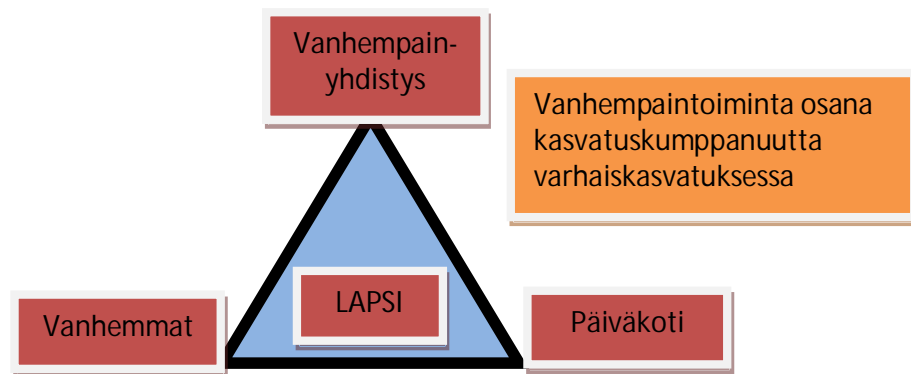 Vanhempain-
yhdistys
Vanhempaintoiminta osana
kasvatuskumppanuutta
varhaiskasvatuksessa
LAPSI
Vanhemmat
Päiväkoti